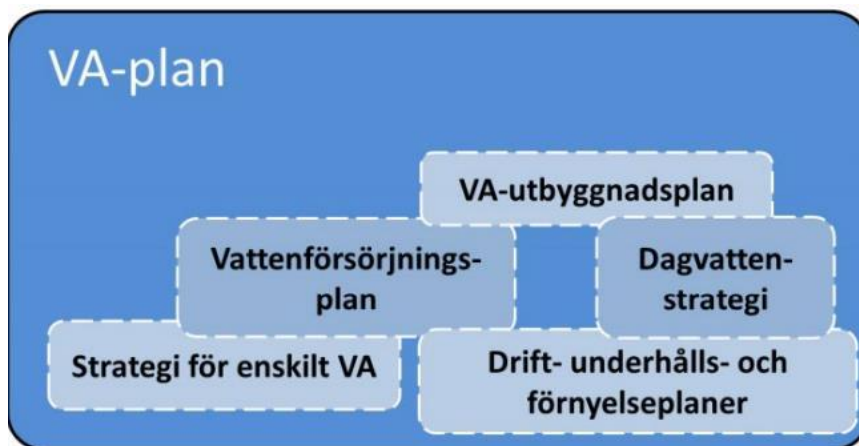 VA-plan
VA-utbyggnadsplan
Vattenförsörjnings-
plan
Dagvatten-
strategi
Strategi för enskilt VA
Drift- underhålls- och
förnyelseplaner